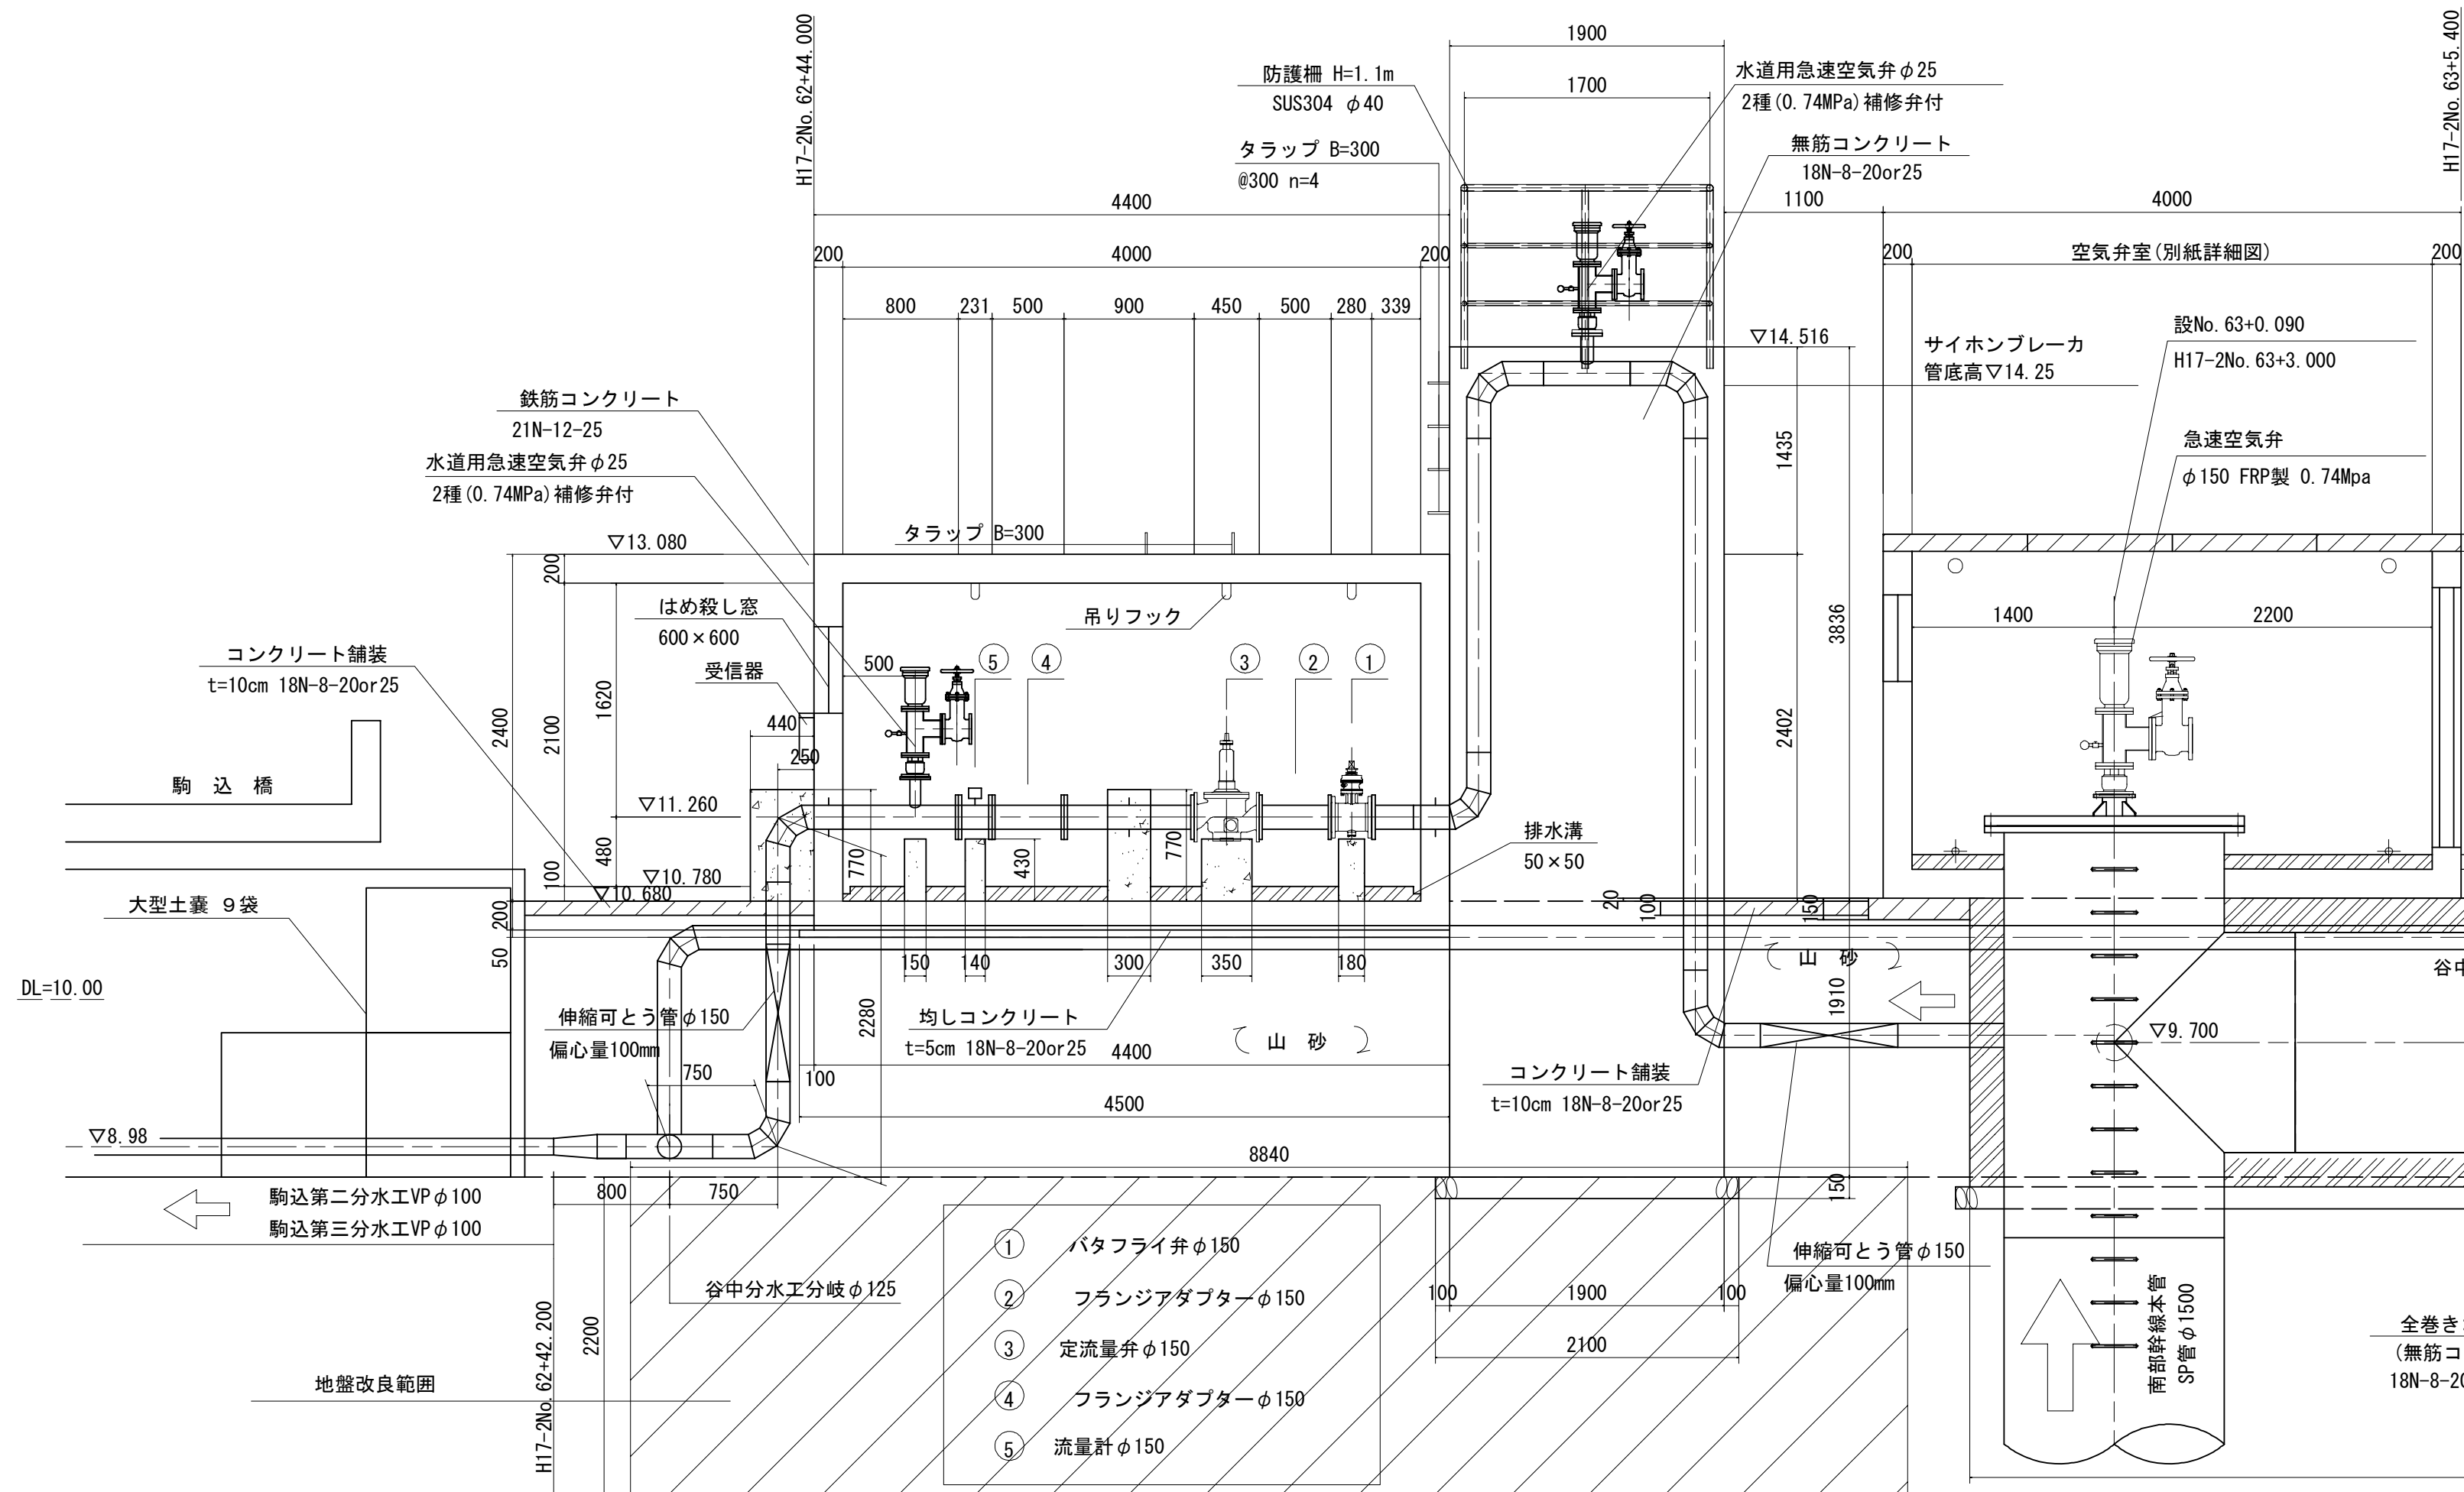 H17-2No.62+44.000
H17-2No.63+5.400
1900
1700
防護柵 H=1.1m
SUS304 φ40
タラップ B=300
@300 n=4
水道用急速空気弁φ25
2種(0.74MPa)補修弁付
無筋コンクリート
18N-8-20or25
4400
1100
4000
200
4000
200
200
空気弁室(別紙詳細図)
200
800
231
500
900
450
500
280
339
▽14.516
サイホンブレーカ
管底高▽14.25
設No.63+0.090
H17-2No.63+3.000
鉄筋コンクリート
21N-12-25
水道用急速空気弁φ25
2種(0.74MPa)補修弁付
1435
急速空気弁
φ150 FRP製 0.74Mpa
タラップ B=300
▽13.080
200
はめ殺し窓
600×600
吊りフック
3836
1400
2200
コンクリート舗装
t=10cm 18N-8-20or25
受信器
500
⑤
④
③
②
①
1620
2400
2100
440
250
2402
駒 込 橋
▽11.260
480
770
430
770
排水溝
50×50
100
▽10.780
▽10.680
大型土嚢 9袋
200
50
20
100
150
150
140
300
350
180
山 砂
谷中
DL=10.00
伸縮可とう管φ150
偏心量100mm
2280
均しコンクリート
t=5cm 18N-8-20or25
4400
山 砂
1910
▽9.700
750
100
4500
コンクリート舗装
t=10cm 18N-8-20or25
▽8.98
8840
駒込第二分水工VPφ100
駒込第三分水工VPφ100
800
750
150
① バタフライ弁φ150
② フランジアダプターφ150
③ 定流量弁φ150
④ フランジアダプターφ150
⑤ 流量計φ150
谷中分水工分岐φ125
伸縮可とう管φ150
偏心量100mm
100
1900
100
2100
H17-2No.62+42.200
2200
地盤改良範囲
南部幹線本管
SP管φ1500
全巻き
(無筋コ
18N-8-20